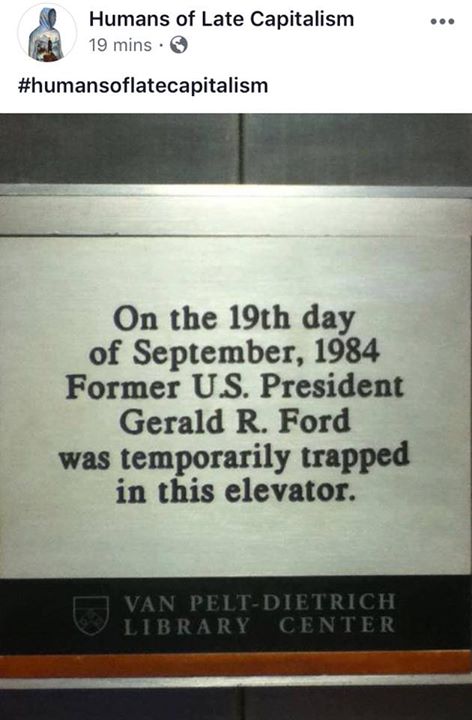 Humans of Late Capitalism
19 mins ·
#humansoflatecapitalism
On the 19th day
of September, 1984
Former U.S. President
Gerald R. Ford
was temporarily trapped
in this elevator.
VAN PELT-DIETRICH
LIBRARY CENTER